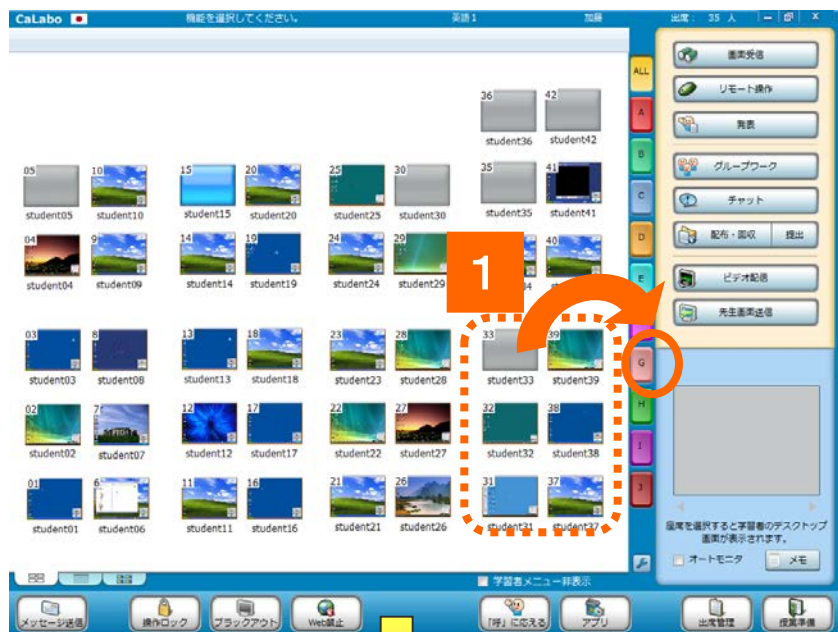 CaLabo
機能を選択してください。
英語1
加藤
出席: 35 人
ALL
A
B
C
D
E
G
H
I
J
画面受信
リモート操作
発表
グループワーク
チャット
配布・回収
提出
ビデオ配信
先生画面送信
36
student36
42
student42
05
student05
10
student10
15
student15
20
student20
25
student25
30
student30
35
student35
41
student41
04
student04
9
student09
14
student14
19
student19
24
student24
29
student29
1
40
03
student03
8
student08
13
student13
18
student18
23
student23
28
student28
33
student33
39
student39
02
student02
7
student07
12
student12
17
student17
22
student22
27
student27
32
student32
38
student38
01
student01
6
student06
11
student11
16
student16
21
student21
26
student26
31
student31
37
student37
座席を選択すると学習者のデスクトップ
画面が表示されます。
オートモニタ
メモ
学習者メニュー非表示
メッセージ送信
操作ロック
ブラックアウト
Web禁止
「呼」に応える
アプリ
出席管理
授業準備